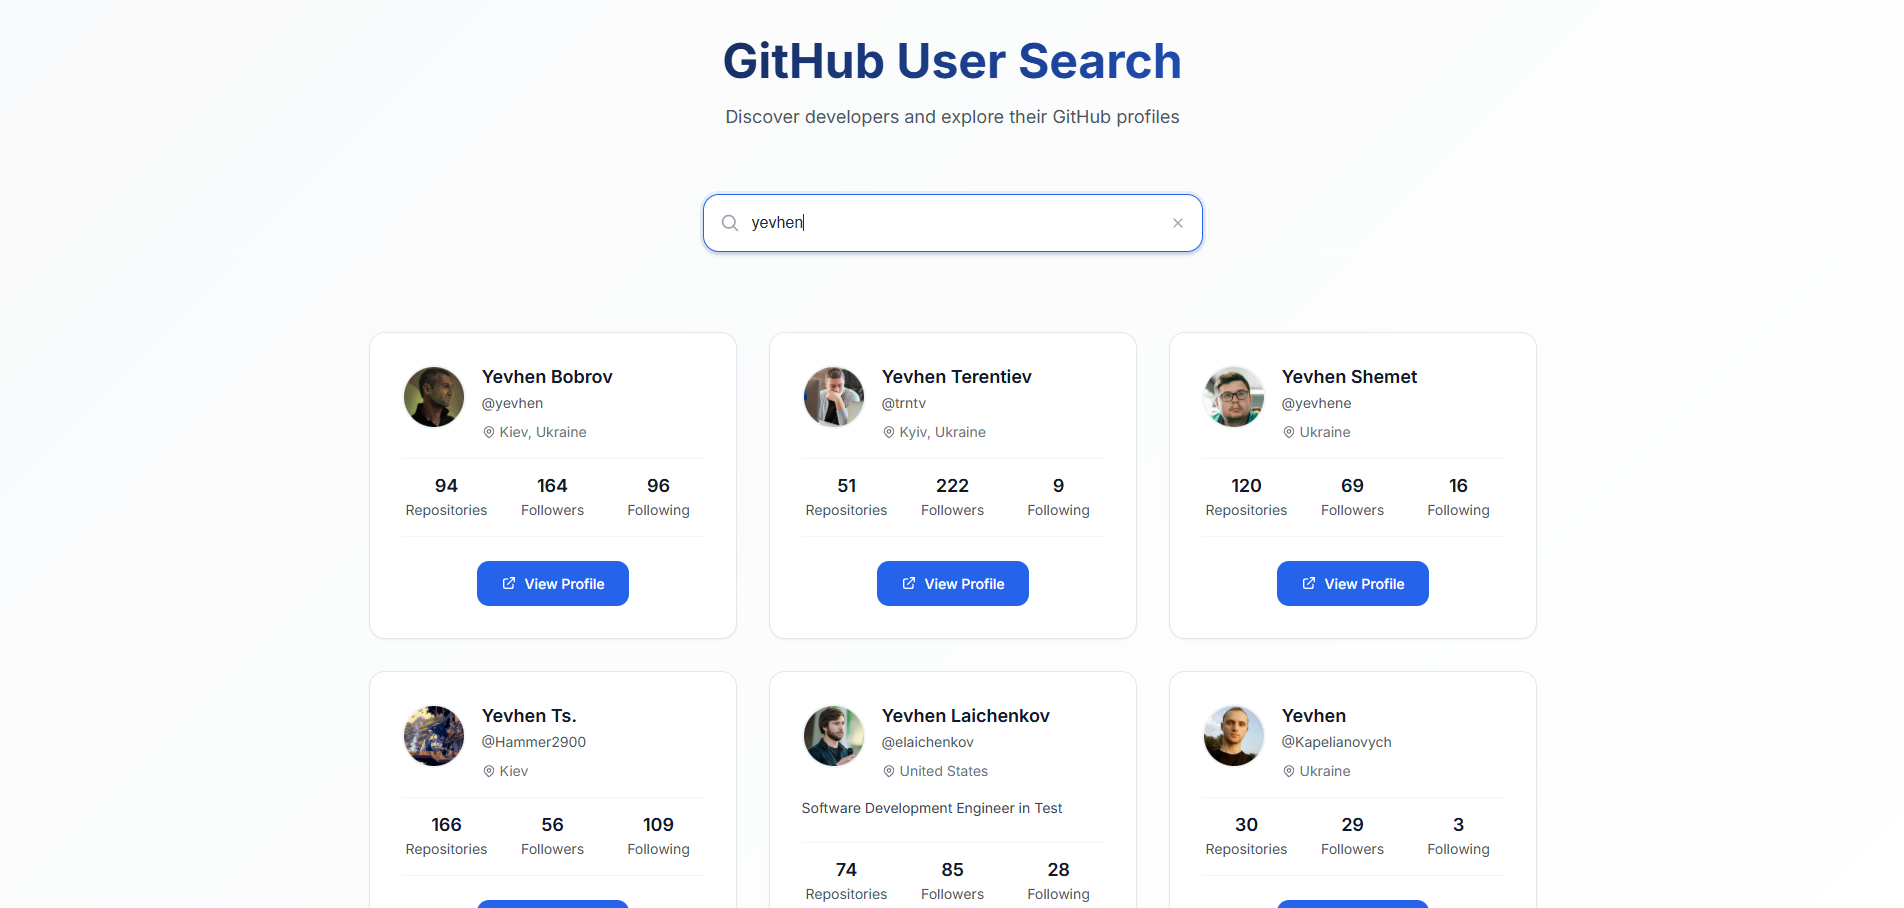 GitHub User Search
Discover developers and explore their GitHub profiles
yevhen
Yevhen Bobrov
@yevhen
Kiev, Ukraine
94 164 96
Repositories Followers Following
View Profile
Yevhen Terentiev
@trntv
Kyiv, Ukraine
51 222 9
Repositories Followers Following
View Profile
Yevhen Shemet
@yevhene
Ukraine
120 69 16
Repositories Followers Following
View Profile
Yevhen Ts.
@Hammer2900
Kiev
166 56 109
Repositories Followers Following
Yevhen Laichenkov
@elaichenkov
United States
Software Development Engineer in Test
74 85 28
Repositories Followers Following
Yevhen
@Kapelianovych
Ukraine
30 29 3
Repositories Followers Following